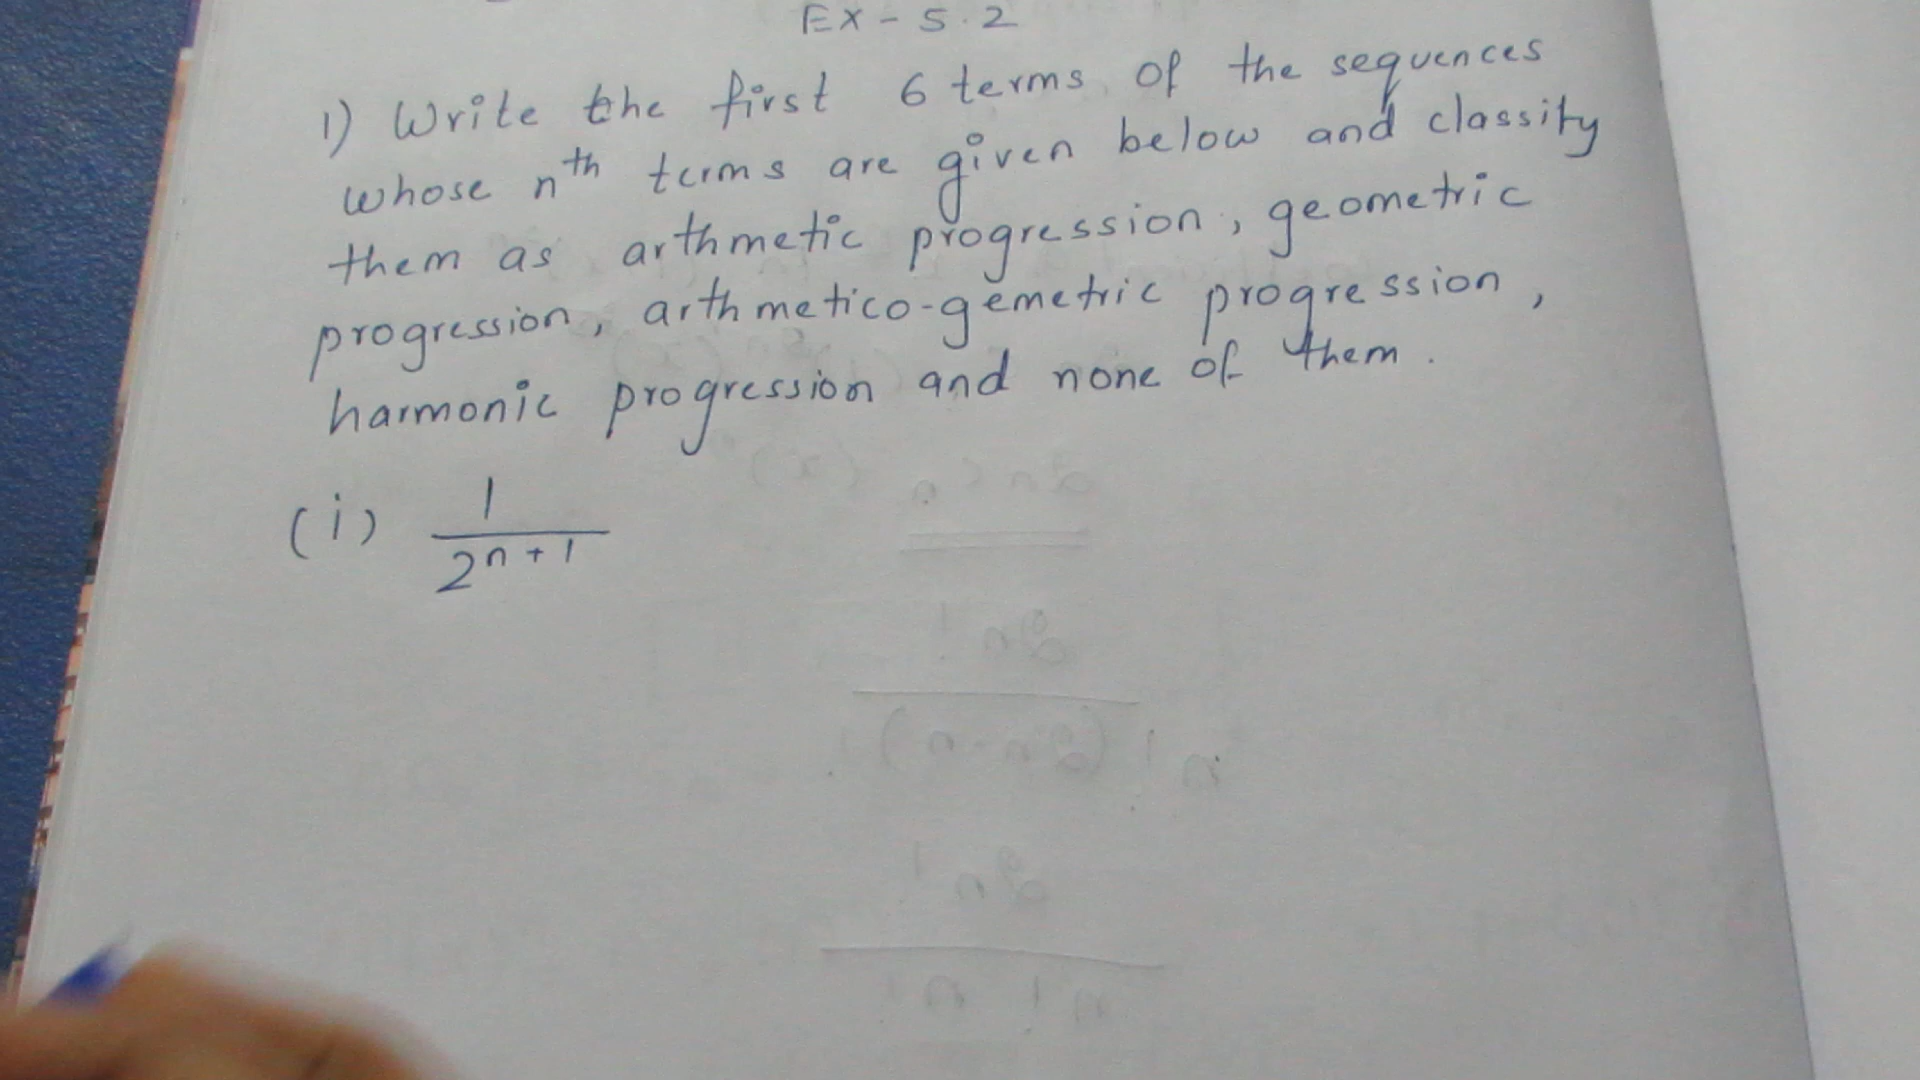 EX - 5.2
1) Write the first 6 terms of the sequences
whose nth terms are given below and classify
them as arthmetic progression, geometric
progression, arthmetico-gemetric progression,
harmonic progression and none of them.
(i) 1
2^{n+1}